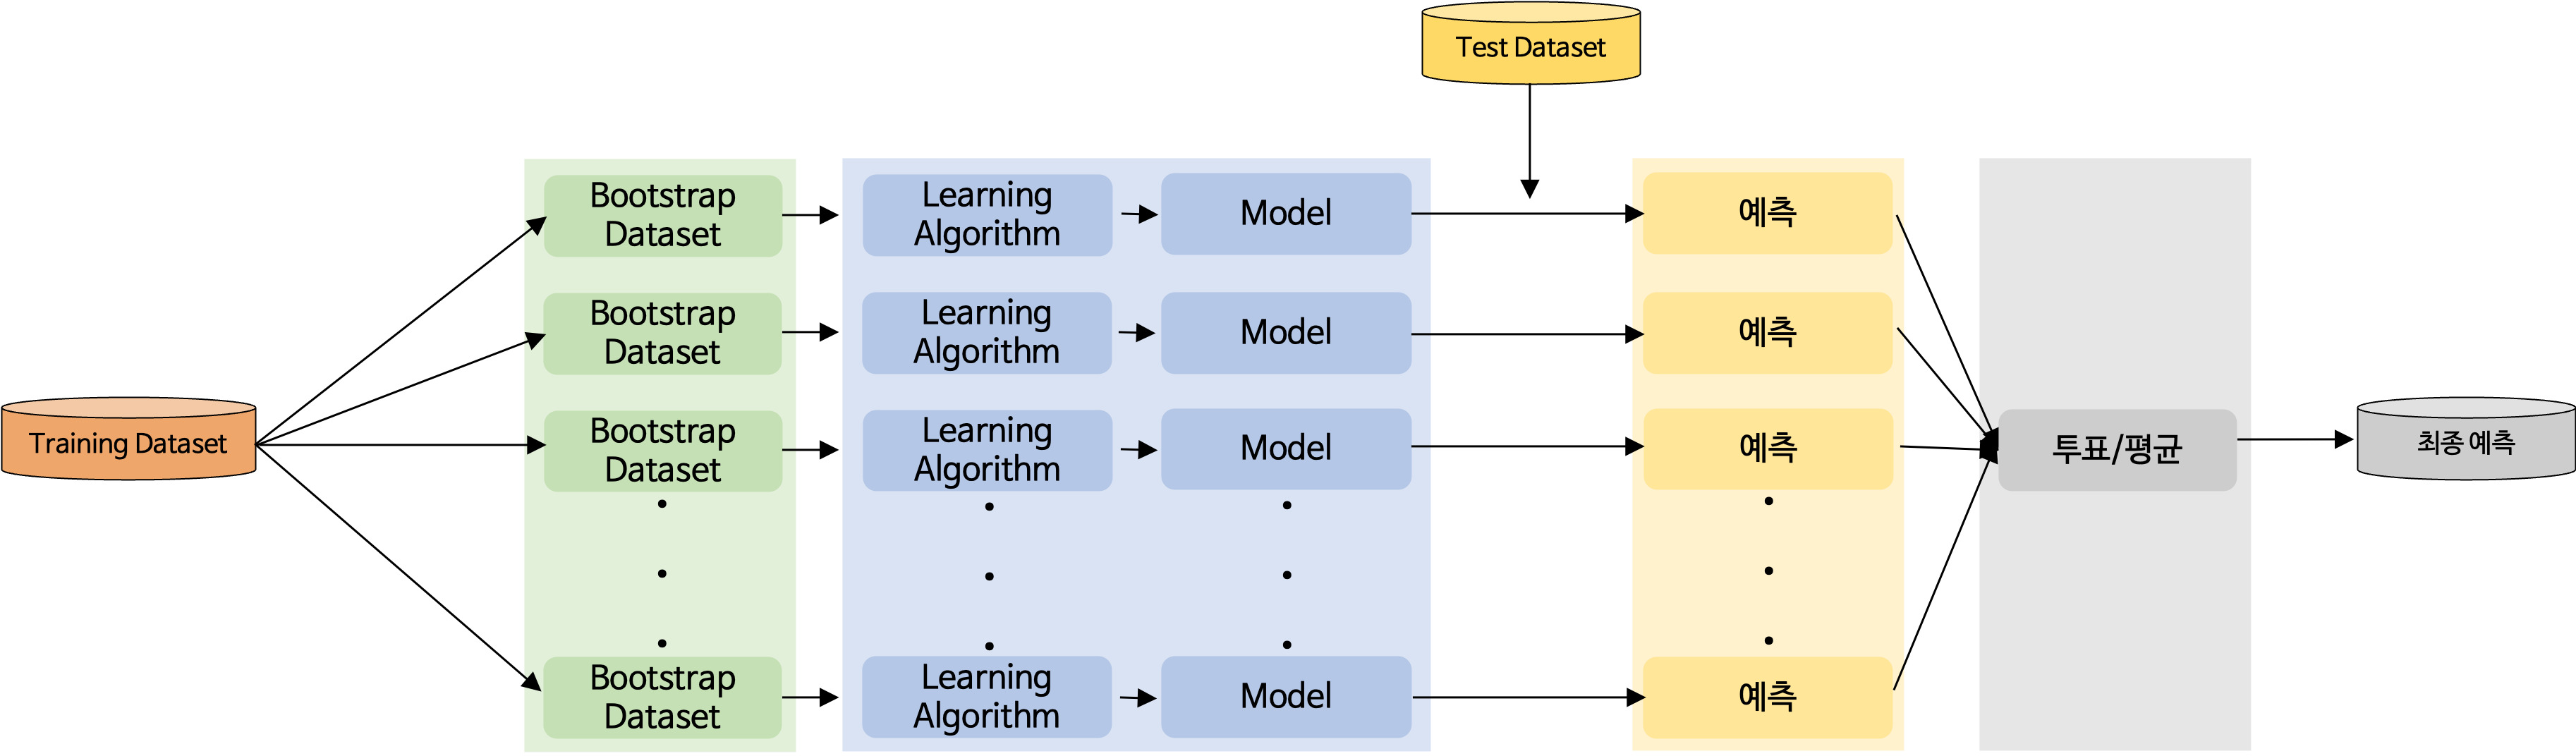 Test Dataset
Bootstrap
Dataset
Learning
Algorithm
Model
예측
Bootstrap
Dataset
Learning
Algorithm
Model
예측
Training Dataset
Bootstrap
Dataset
Learning
Algorithm
Model
예측
투표/평균
최종 예측
Bootstrap
Dataset
Learning
Algorithm
Model
예측